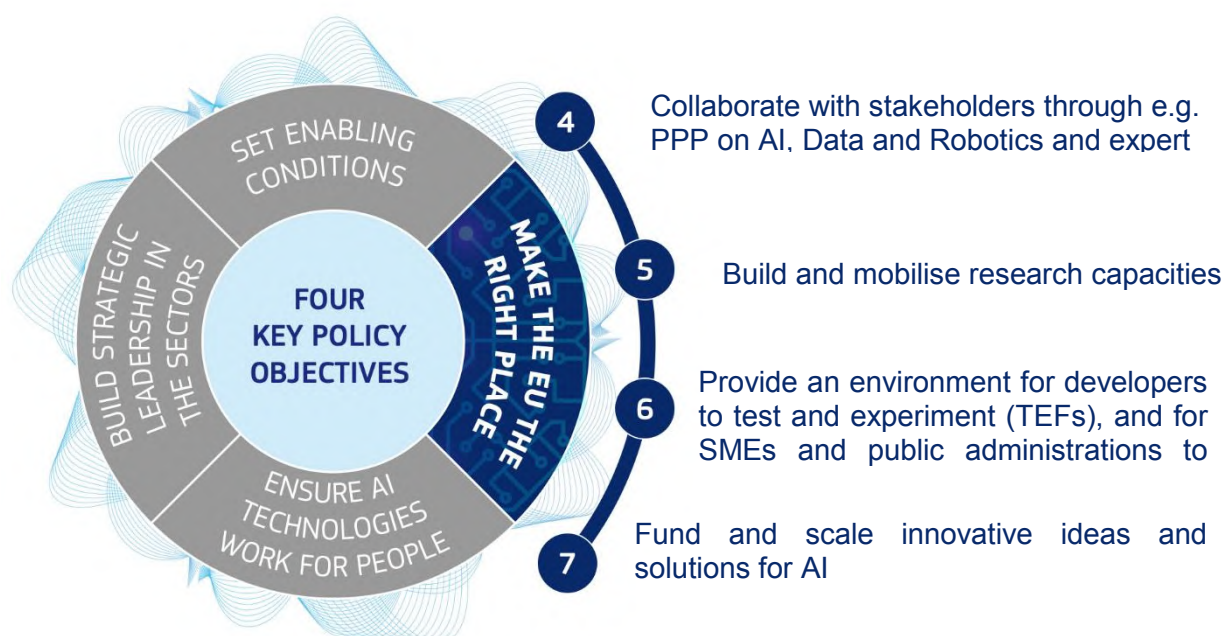 SET ENABLING
CONDITIONS
MAKE THE EU THE
RIGHT PLACE
ENSURE AI
TECHNOLOGIES
WORK FOR PEOPLE
BUILD STRATEGIC
LEADERSHIP IN
THE SECTORS
FOUR
KEY POLICY
OBJECTIVES
4
Collaborate with stakeholders through e.g.
PPP on AI, Data and Robotics and expert
5
Build and mobilise research capacities
6
Provide an environment for developers
to test and experiment (TEFs), and for
SMEs and public administrations to
7
Fund and scale innovative ideas and
solutions for AI